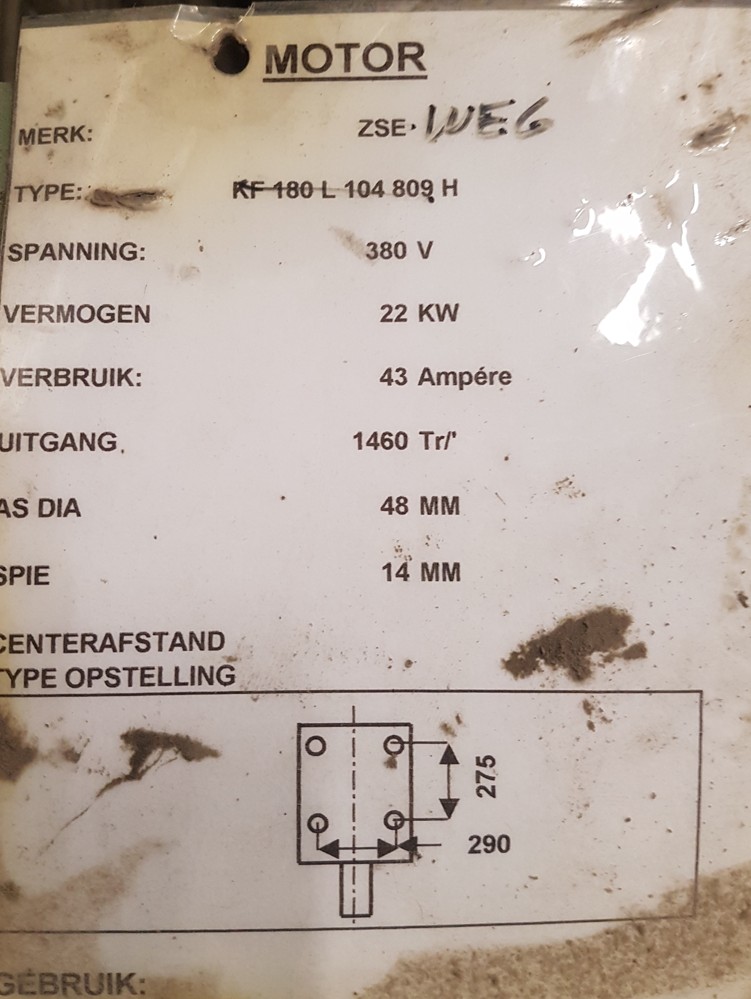 MOTOR
MERK: ZSE· WEG
TYPE: KF 180 L 104 809 H
SPANNING: 380 V
VERMOGEN 22 KW
VERBRUIK: 43 Ampére
UITGANG. 1460 Tr/'
AS DIA 48 MM
SPIE 14 MM
CENTERAFSTAND
TYPE OPSTELLING
275
290
GEBRUIK: